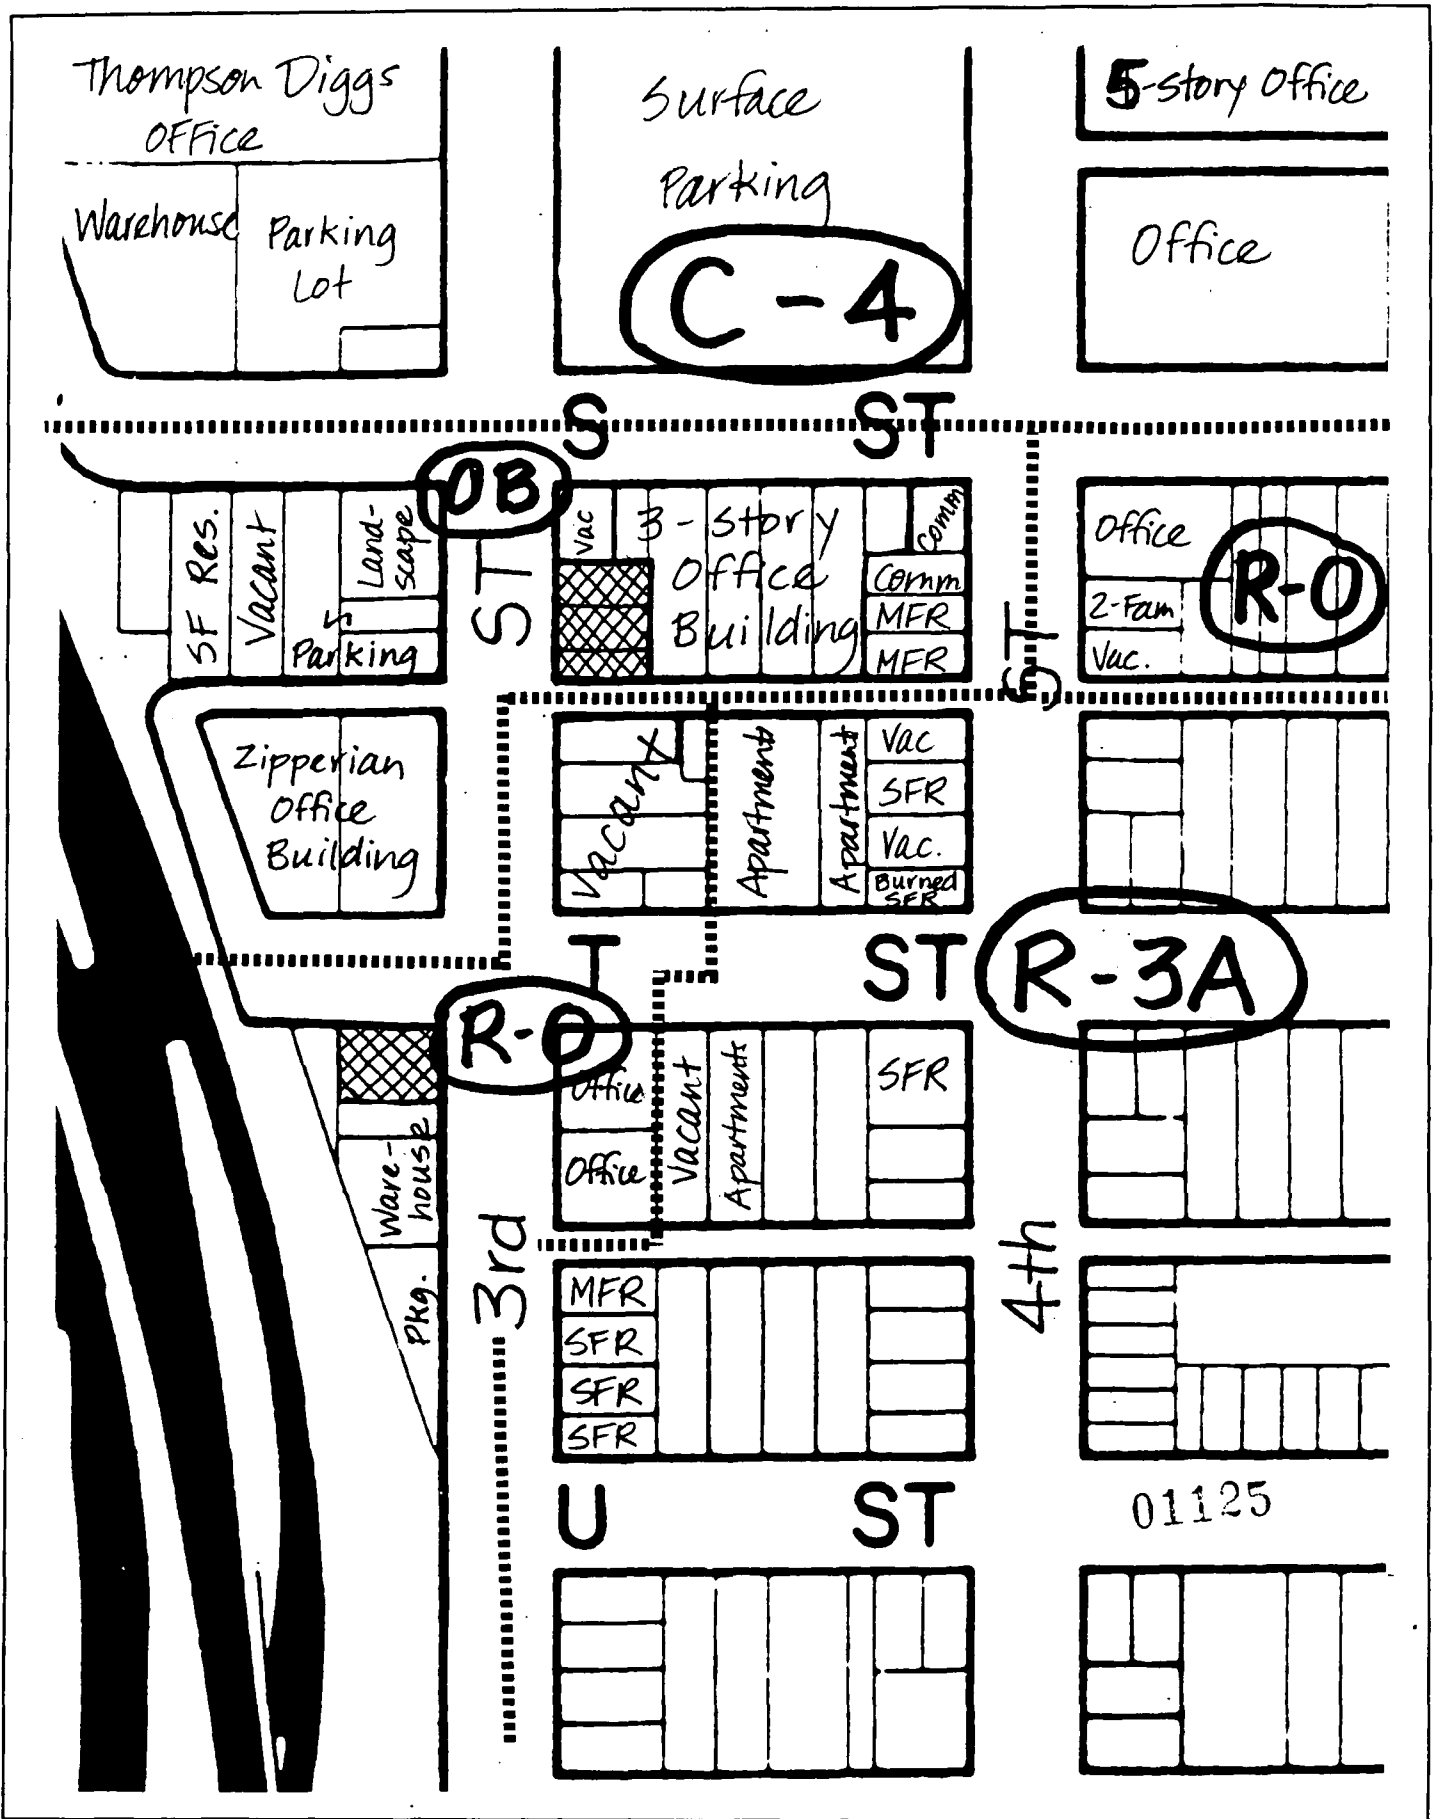 Thompson Diggs
OFFice
Warehouse
Parking
Lot
Surface
Parking
C-4
5-story Office
Office
S ST
OB
SF Res.
Vacant
Parking
Land-
scape
ST
Vac
3-Story
Office
Building
Comm
Comm
MFR
MFR
ST
Office
2-Fam
Vac.
R-O
Zipperian
Office
Building
Vacant
Apartments
Apartment
Vac
SFR
Vac.
Burned
SFR
T ST
R-3A
R-O
Office
Office
Vacant
Apartments
SFR
Ware-
house
Pkg.
3rd
4th
MFR
SFR
SFR
SFR
U ST
01125